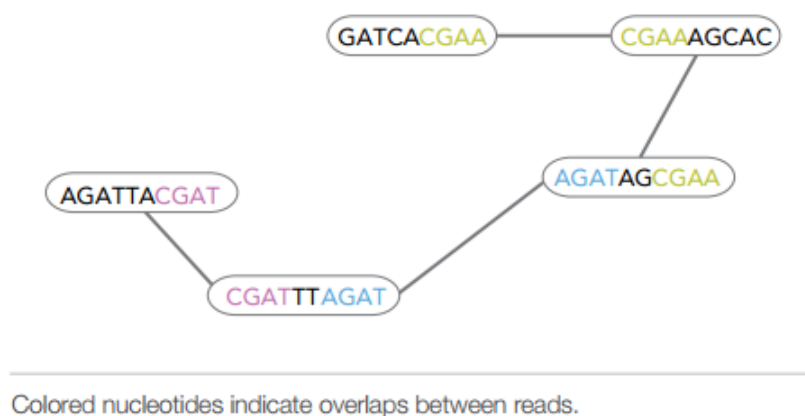 GATCACGAA
CGAAAGCAC
AGATAGCGAA
AGATTACGAT
CGATTTAGAT
Colored nucleotides indicate overlaps between reads.